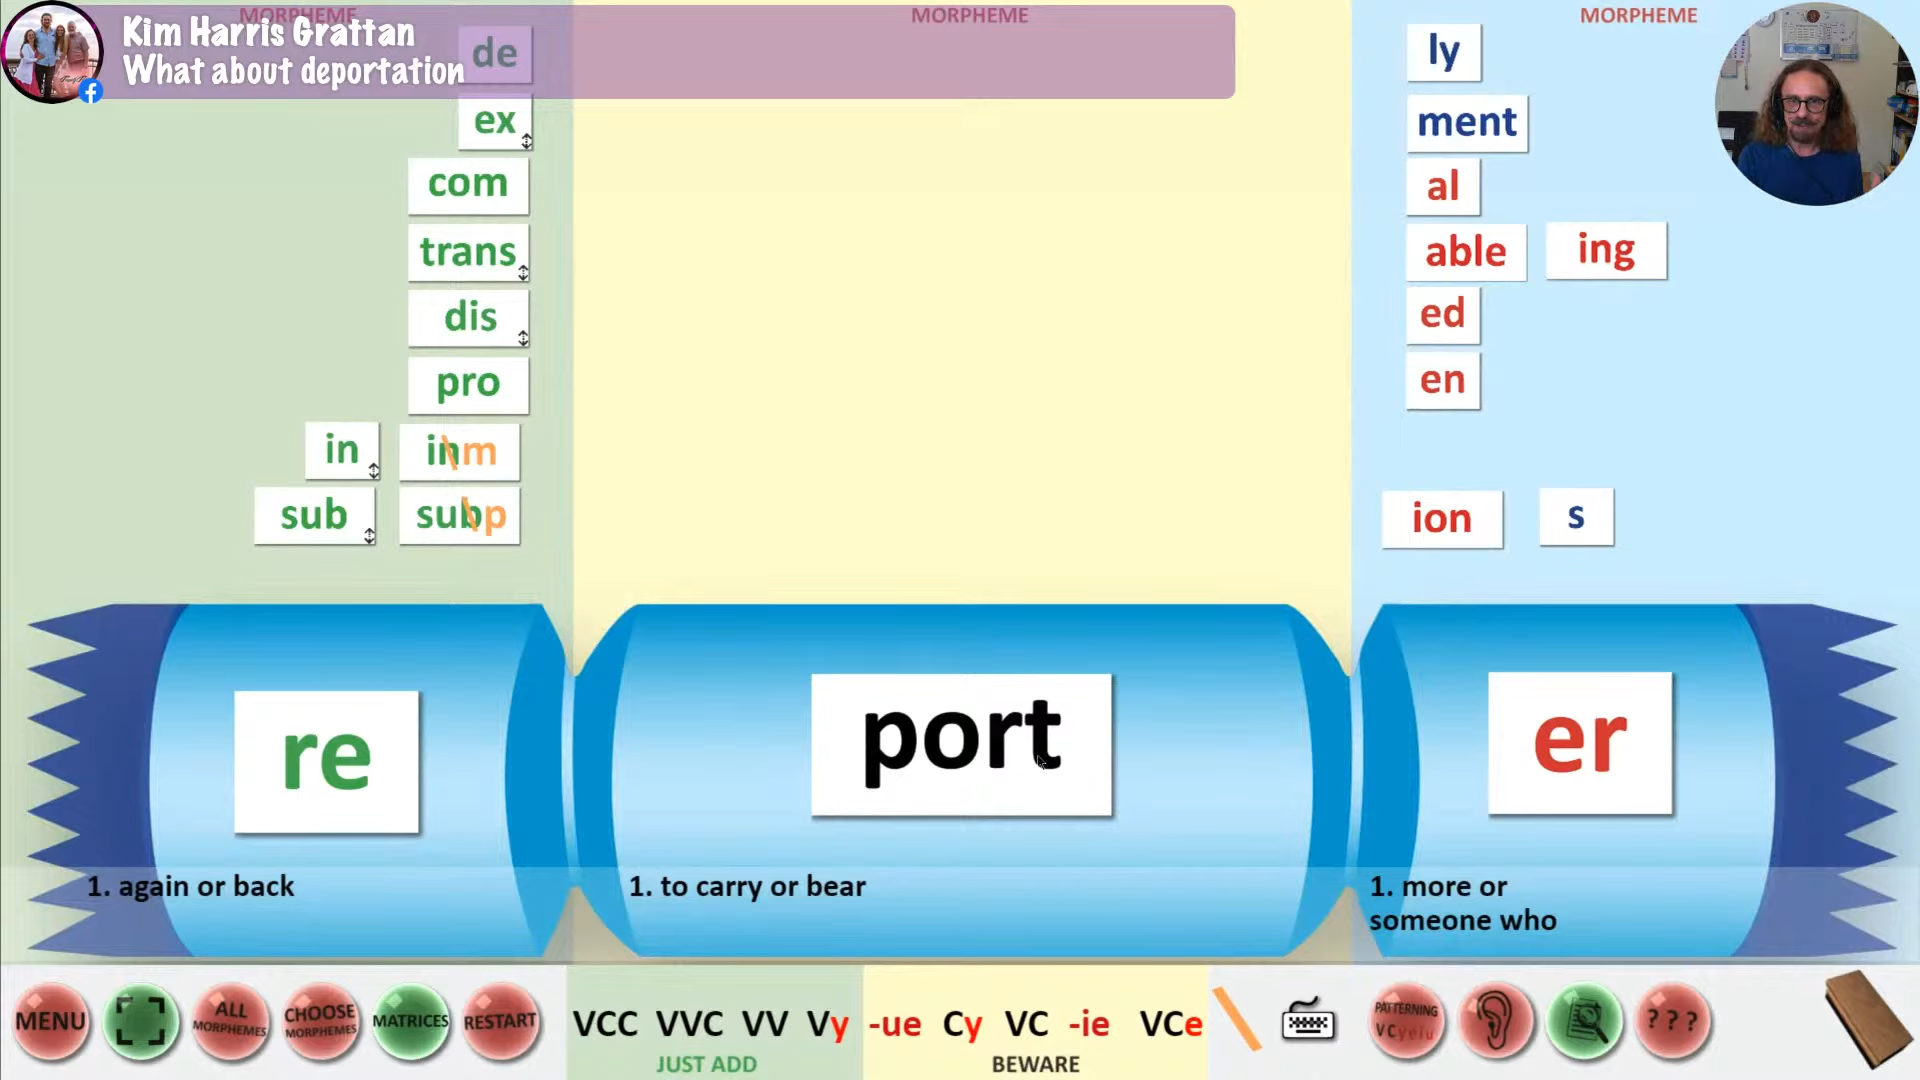 MORPHEME
MORPHEME
MORPHEME
Kim Harris Grattan
What about deportation
de
ex
com
trans
dis
pro
in
inm
sub
subp
ly
ment
al
able
ing
ed
en
ion
s
re
port
er
1. again or back
1. to carry or bear
1. more or
someone who
MENU
ALL
MORPHEMES
CHOOSE
MORPHEMES
MATRICES
RESTART
VCC VVC VV Vy
JUST ADD
-ue Cy VC -ie VCe
BEWARE
PATTERNING
VCyeiu
? ? ?